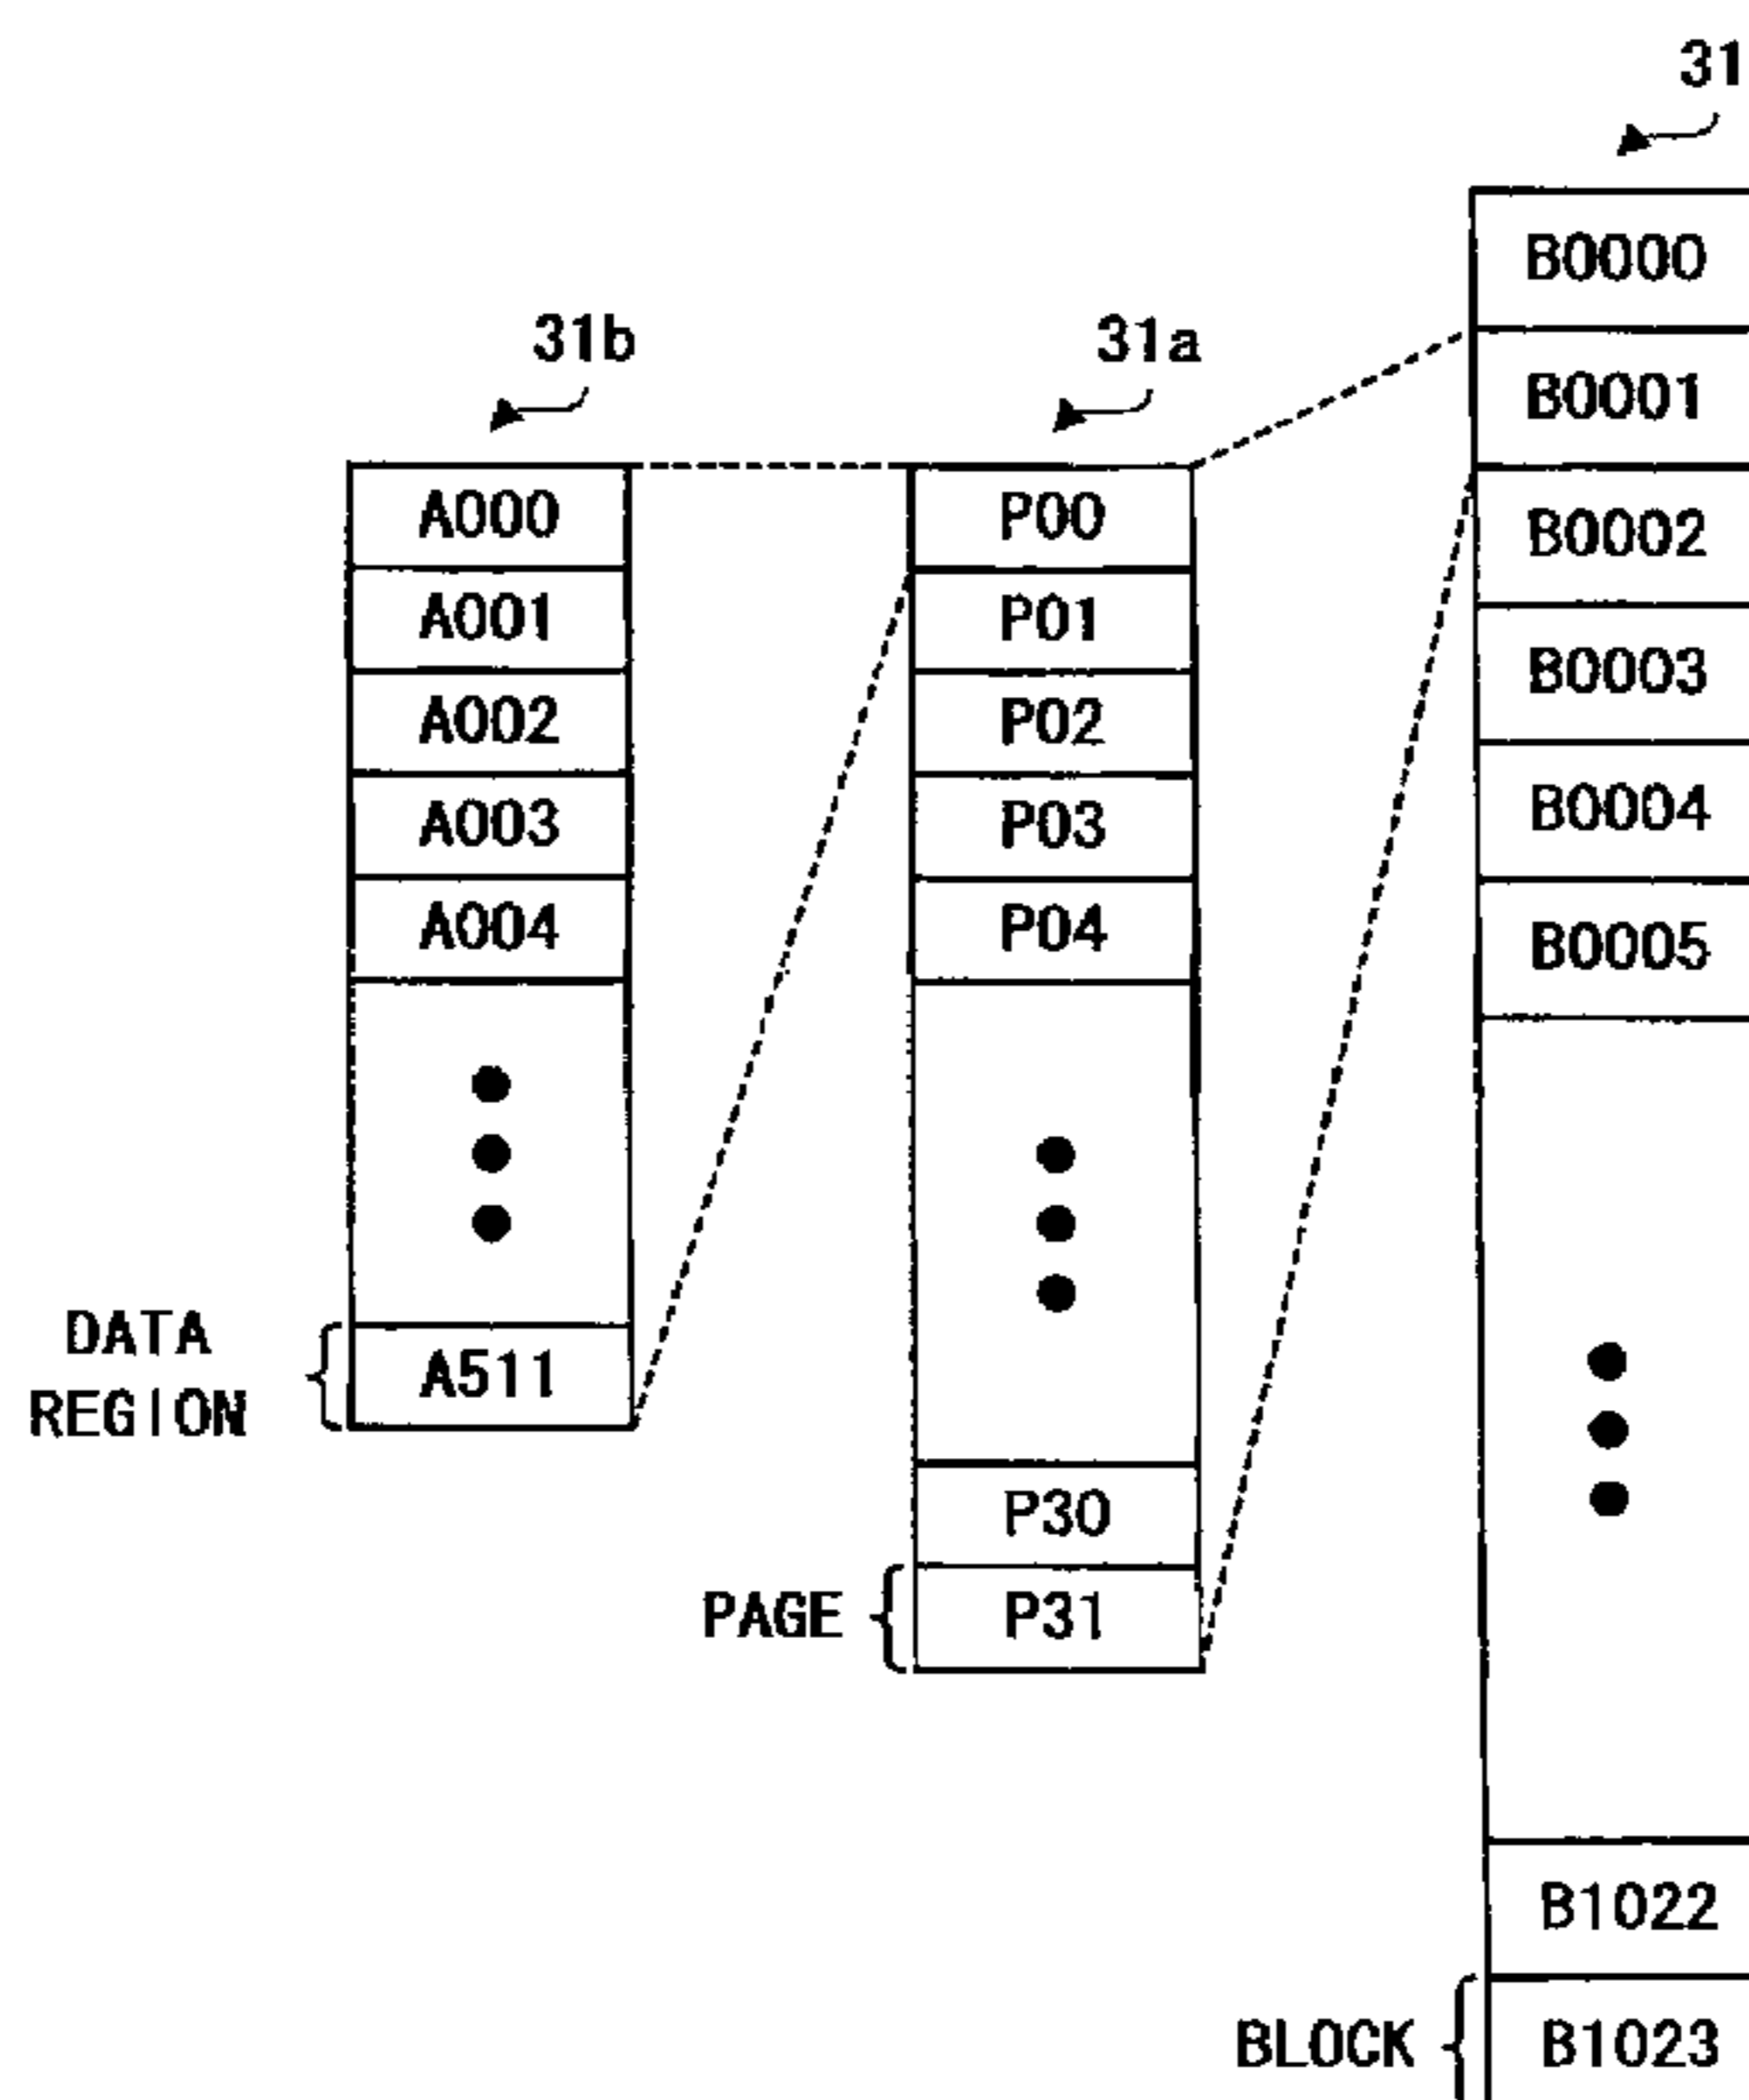 31
31b
31a
A000
A001
A002
A003
A004
A511
DATA
REGION
P00
P01
P02
P03
P04
P30
P31
PAGE
B0000
B0001
B0002
B0003
B0004
B0005
B1022
B1023
BLOCK